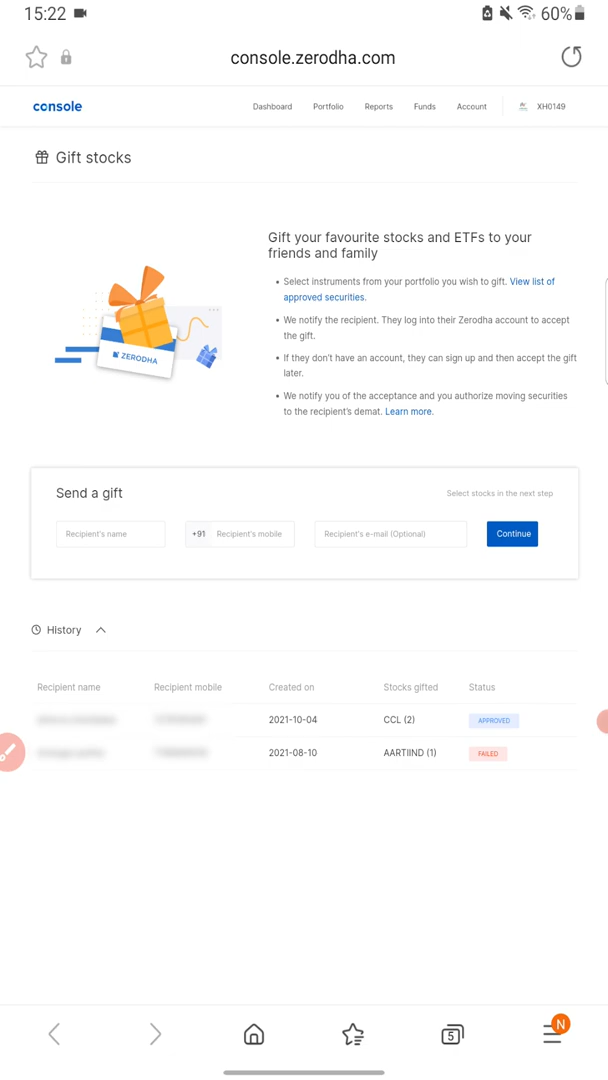 15:22 60%
console.zerodha.com
console Dashboard Portfolio Reports Funds Account XH0149
Gift stocks
Gift your favourite stocks and ETFs to your
friends and family
• Select instruments from your portfolio you wish to gift. View list of
approved securities.
• We notify the recipient. They log into their Zerodha account to accept
the gift.
• If they don't have an account, they can sign up and then accept the gift
later.
• We notify you of the acceptance and you authorize moving securities
to the recipient's demat. Learn more.
ZERODHA
Send a gift Select stocks in the next step
Recipient's name +91 Recipient's mobile Recipient's e-mail (Optional) Continue
History
Recipient name Recipient mobile Created on Stocks gifted Status
2021-10-04 CCL (2) APPROVED
2021-08-10 AARTIIND (1) FAILED
5 N